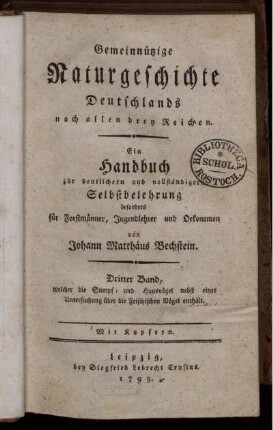 Gemeinnützige
Naturgeschichte
Deutschlands
nach allen drey Reichen.
Ein
Handbuch
zur deutlichern und vollständigern
Selbstbelehrung
besonders
für Forstmänner, Jugendlehrer und Oekonomen
von
Johann Matthäus Bechstein.
BIBLIOTHECA
SCHOL.
ROSTOCH.
Dritter Band,
welcher die Sumpf- und Hausvögel nebst einer
Untersuchung über die Frischischen Vögel enthält.
Mit Kupfern.
Leipzig,
bey Siegfried Lebrecht Crusius.
1793.